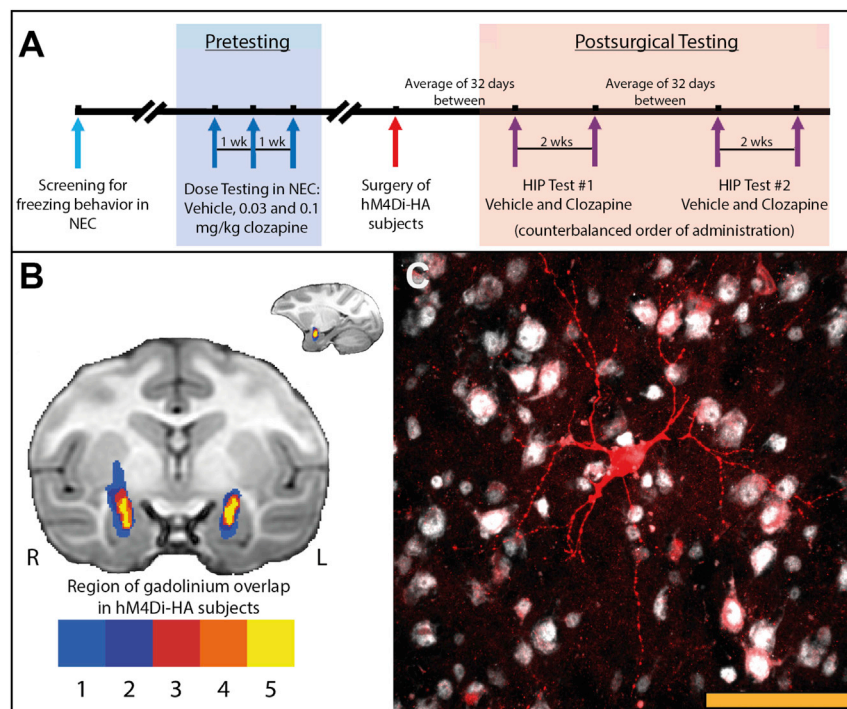 A
Pretesting
Postsurgical Testing
Average of 32 days
between
Average of 32 days
between
1 wk
1 wk
2 wks
2 wks
Screening for
freezing behavior in
NEC
Dose Testing in NEC:
Vehicle, 0.03 and 0.1
mg/kg clozapine
Surgery of
hM4Di-HA
subjects
HIP Test #1
Vehicle and Clozapine
HIP Test #2
Vehicle and Clozapine
(counterbalanced order of administration)
B
R
L
Region of gadolinium overlap
in hM4Di-HA subjects
1 2 3 4 5
C